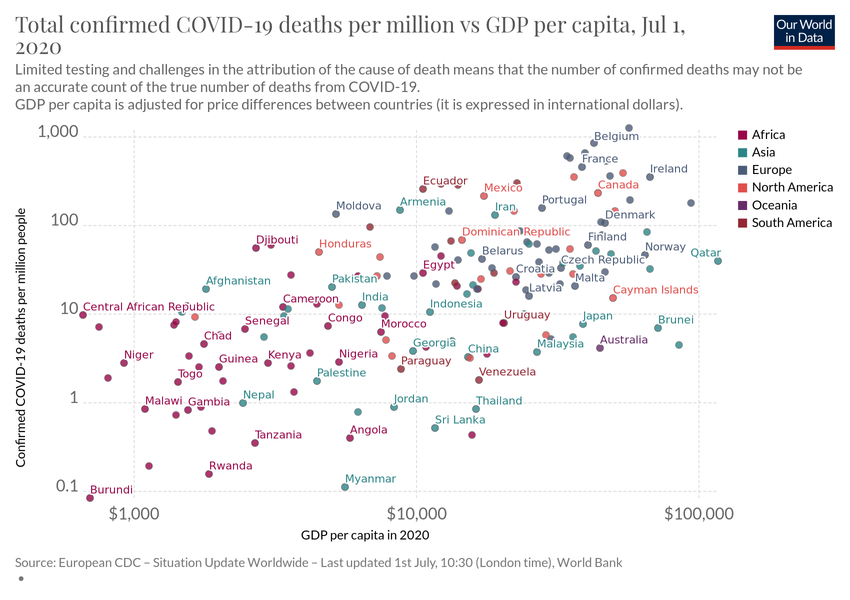 Total confirmed COVID-19 deaths per million vs GDP per capita, Jul 1,
2020
Our World
in Data
Limited testing and challenges in the attribution of the cause of death means that the number of confirmed deaths may not be
an accurate count of the true number of deaths from COVID-19.
GDP per capita is adjusted for price differences between countries (it is expressed in international dollars).
Confirmed COVID-19 deaths per million people
1,000
100
10
1
0.1
Belgium
France
Ireland
Ecuador
Mexico
Canada
Moldova
Armenia
Iran
Portugal
Denmark
Djibouti
Honduras
Dominican Republic
Finland
Norway
Belarus
Qatar
Egypt
Croatia
Czech Republic
Afghanistan
Pakistan
Malta
Latvia
Cayman Islands
Central African Republic
Cameroon
India
Indonesia
Senegal
Congo
Morocco
Uruguay
Japan
Brunei
Chad
Georgia
China
Malaysia
Australia
Niger
Guinea
Kenya
Nigeria
Paraguay
Togo
Palestine
Venezuela
Malawi
Gambia
Nepal
Jordan
Thailand
Sri Lanka
Tanzania
Angola
Rwanda
Myanmar
Burundi
$1,000
$10,000
$100,000
GDP per capita in 2020
Africa
Asia
Europe
North America
Oceania
South America
Source: European CDC – Situation Update Worldwide – Last updated 1st July, 10:30 (London time), World Bank
•